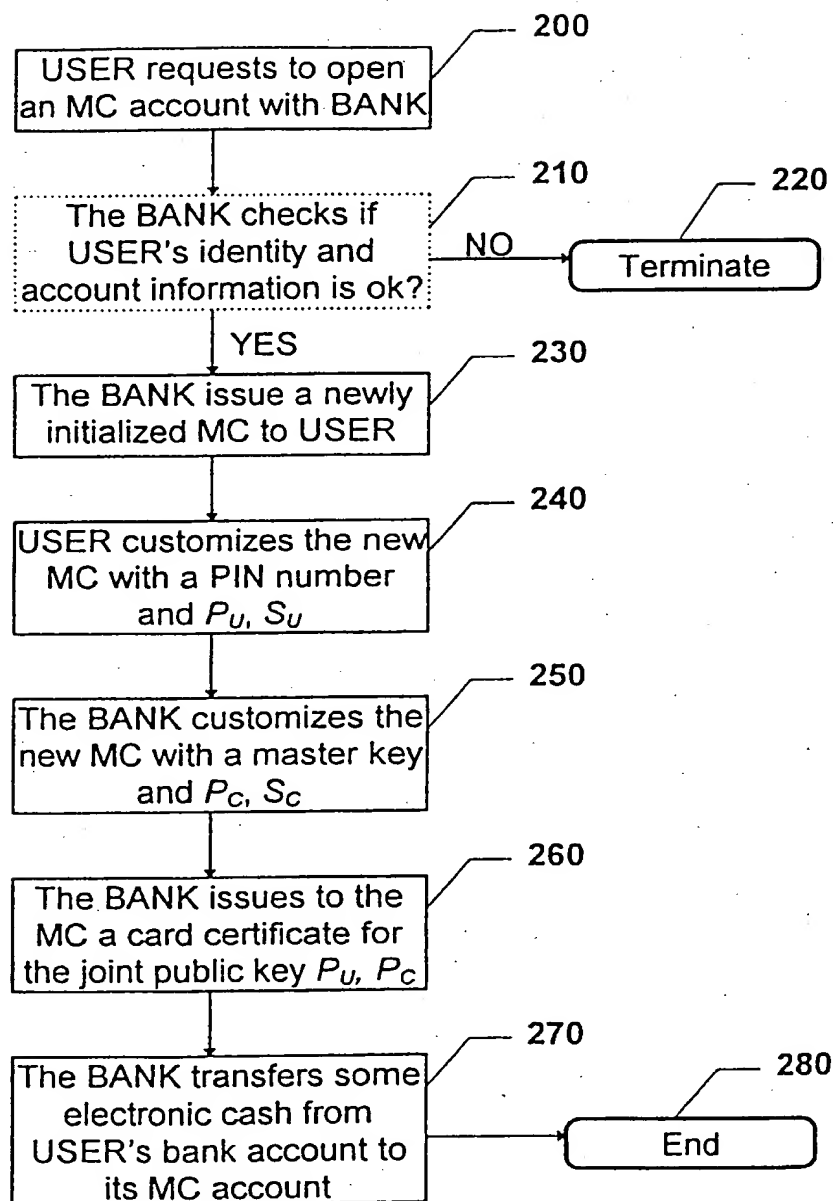 200
USER requests to open
an MC account with BANK
210
The BANK checks if
USER's identity and
account information is ok?
NO
220
Terminate
YES
230
The BANK issue a newly
initialized MC to USER
240
USER customizes the new
MC with a PIN number
and PU, SU
250
The BANK customizes the
new MC with a master key
and PC, SC
260
The BANK issues to the
MC a card certificate for
the joint public key PU, PC
270
The BANK transfers some
electronic cash from
USER's bank account to
its MC account
280
End